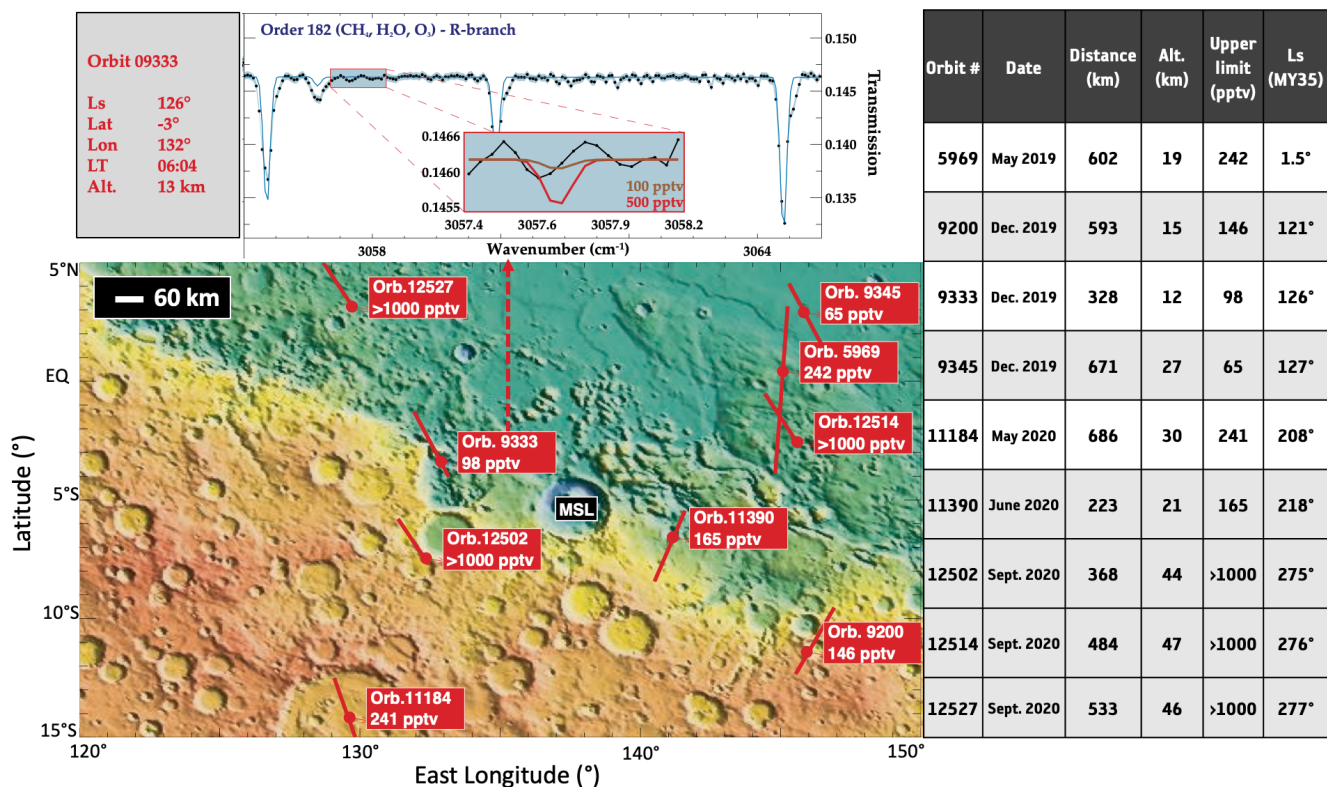 Orbit 09333
Ls 126°
Lat -3°
Lon 132°
LT 06:04
Alt. 13 km
Order 182 (CH₄, H₂O, O₃) - R-branch
0.150
0.145
0.140
0.135
Transmission
0.1466
0.1460
0.1455
100 pptv
500 pptv
3057.4 3057.6 3057.9 3058.2
3058 Wavenumber (cm⁻¹) 3064
5°N
EQ
5°S
10°S
15°S
Latitude (°)
60 km
Orb.12527
>1000 pptv
Orb. 9345
65 pptv
Orb. 5969
242 pptv
Orb.12514
>1000 pptv
Orb. 9333
98 pptv
MSL
Orb.11390
165 pptv
Orb.12502
>1000 pptv
Orb. 9200
146 pptv
Orb.11184
241 pptv
120° 130° 140° 150°
East Longitude (°)
Orbit # Date Distance (km) Alt. (km) Upper limit (pptv) Ls (MY35)
5969 May 2019 602 19 242 1.5°
9200 Dec. 2019 593 15 146 121°
9333 Dec. 2019 328 12 98 126°
9345 Dec. 2019 671 27 65 127°
11184 May 2020 686 30 241 208°
11390 June 2020 223 21 165 218°
12502 Sept. 2020 368 44 >1000 275°
12514 Sept. 2020 484 47 >1000 276°
12527 Sept. 2020 533 46 >1000 277°